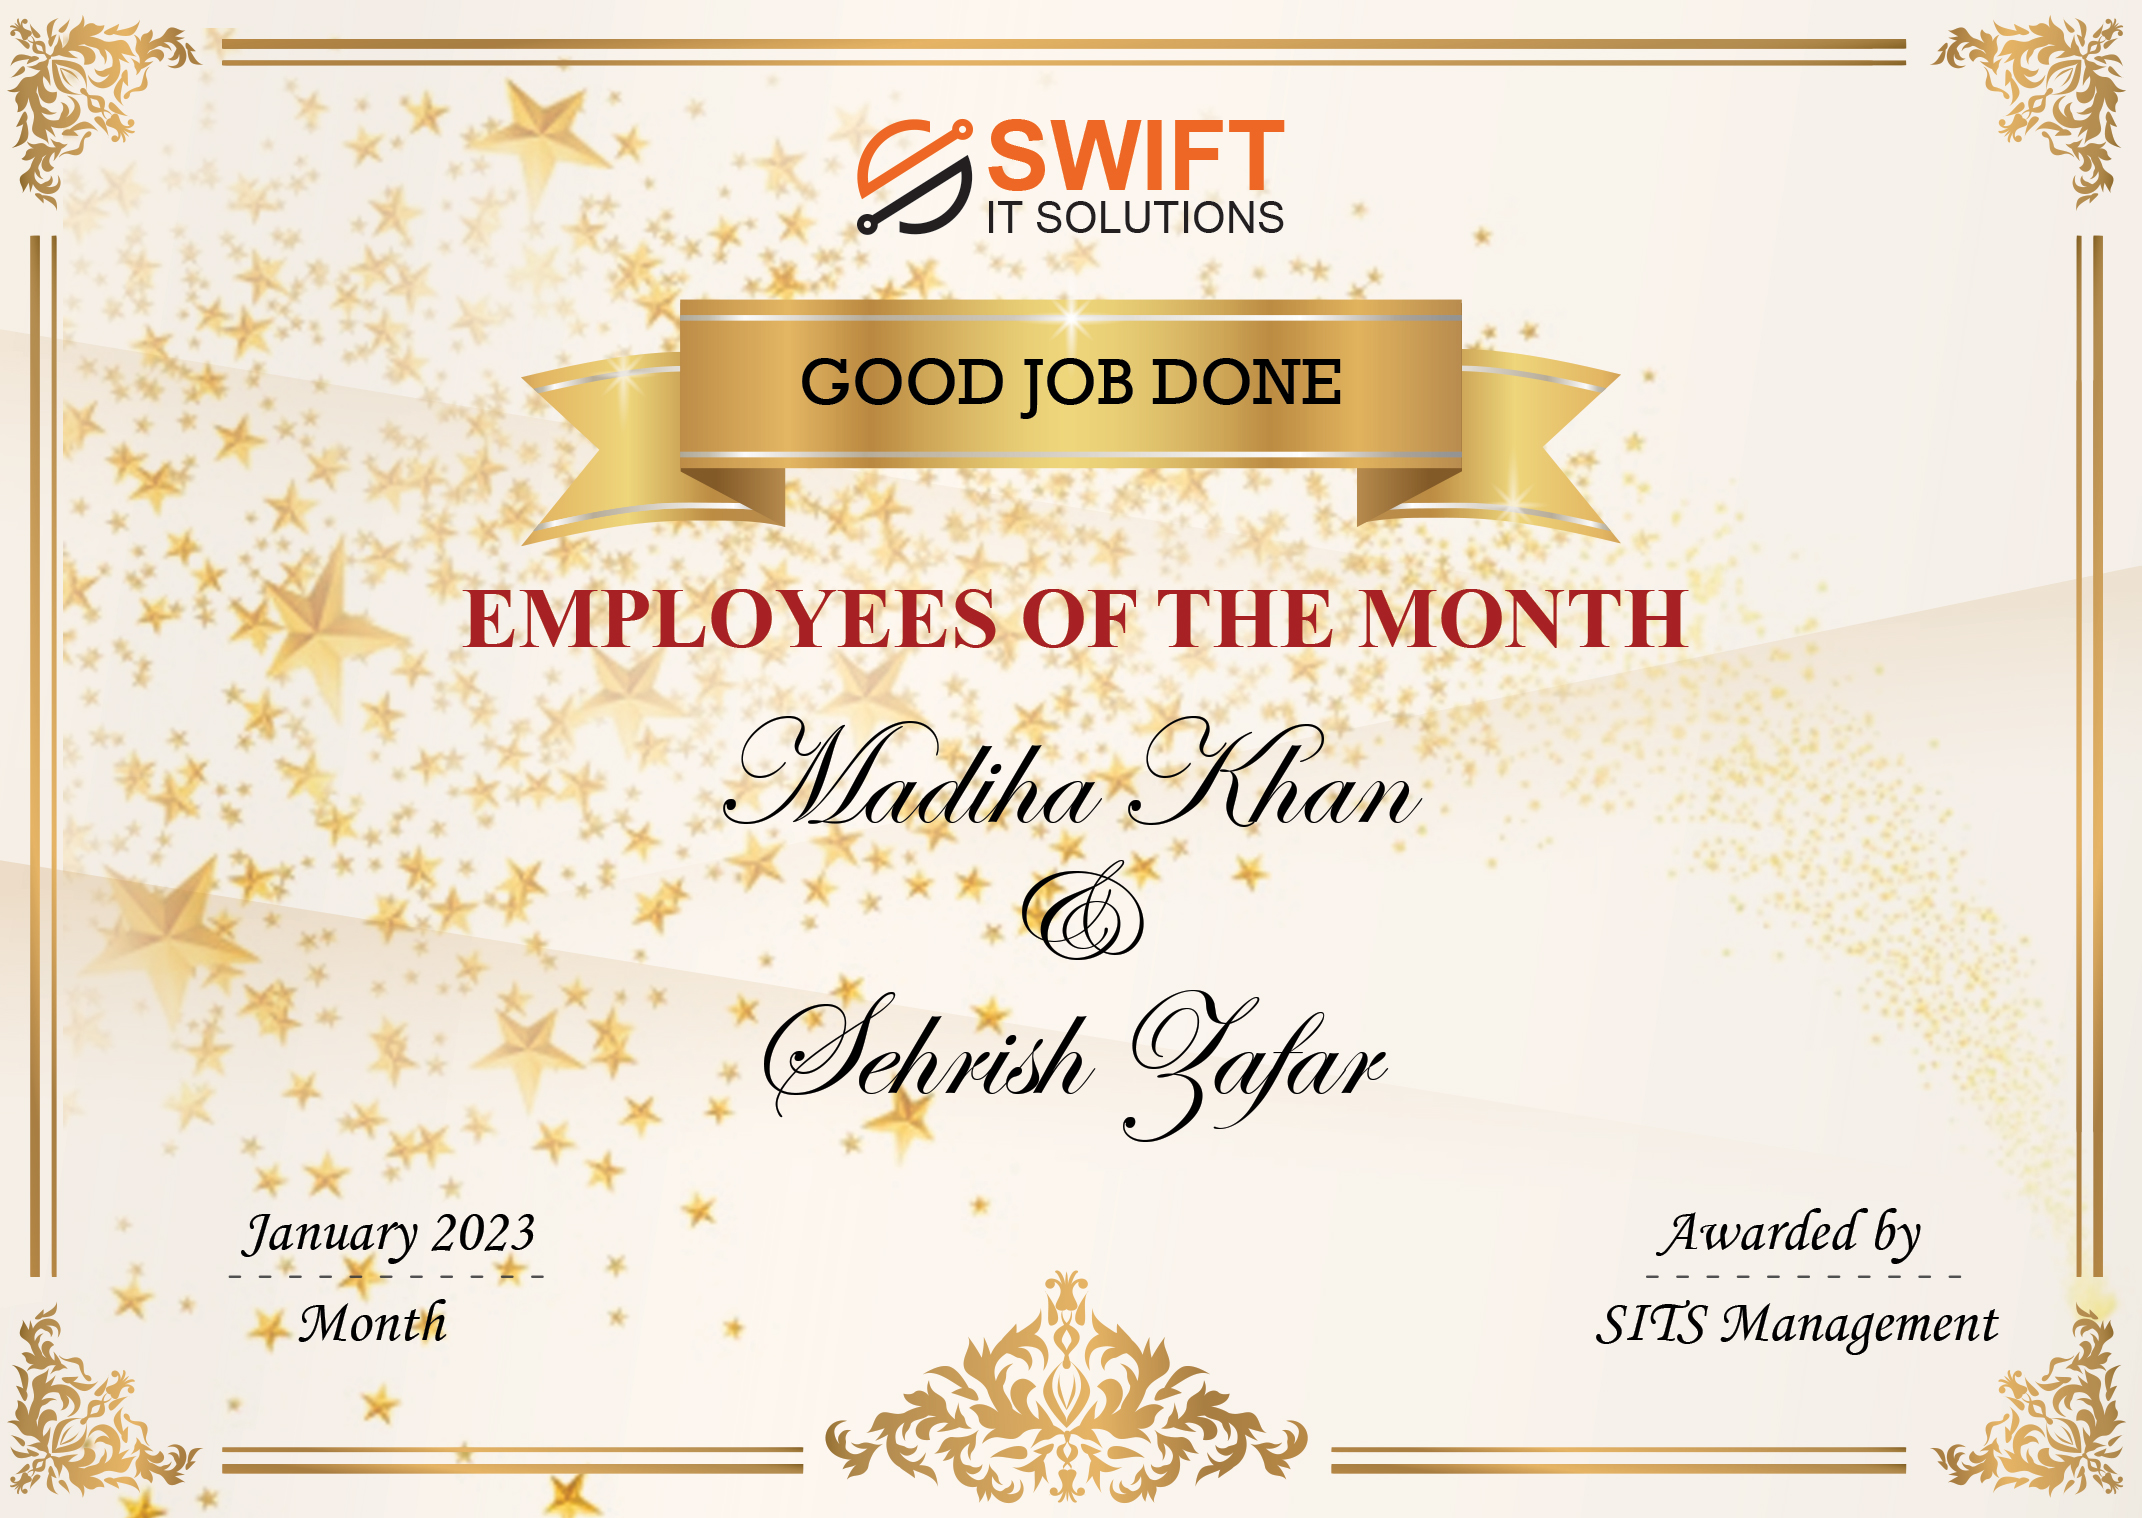 SWIFT
IT SOLUTIONS
GOOD JOB DONE
EMPLOYEES OF THE MONTH
Madiha Khan
&
Sehrish Zafar
January 2023
Month
Awarded by
SITS Management